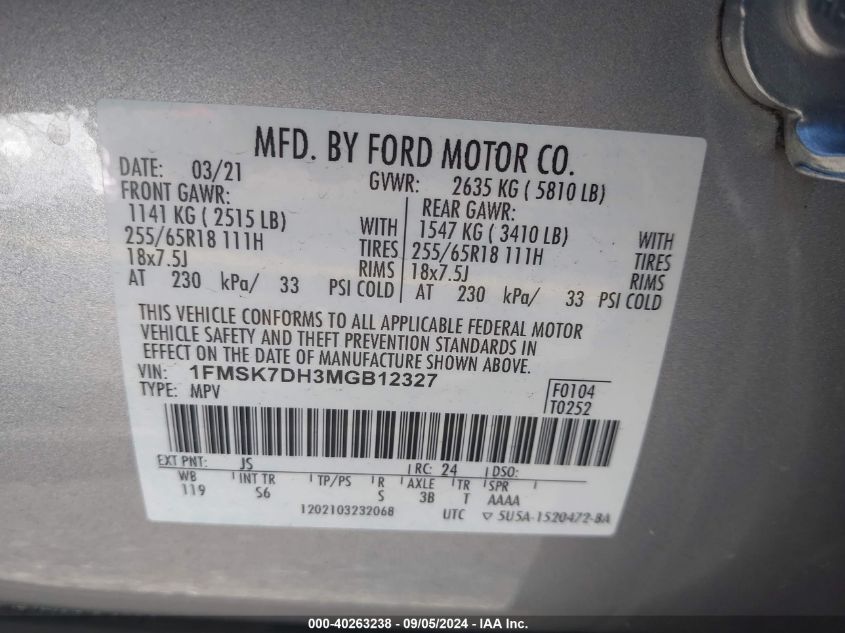 MFD. BY FORD MOTOR CO.
DATE: 03/21
GVWR: 2635 KG ( 5810 LB)
FRONT GAWR:
1141 KG ( 2515 LB)
WITH
255/65R18 111H
TIRES
18x7.5J
RIMS
AT 230 kPa/ 33 PSI COLD
REAR GAWR:
1547 KG ( 3410 LB)
WITH
255/65R18 111H
TIRES
18x7.5J
RIMS
AT 230 kPa/ 33 PSI COLD
THIS VEHICLE CONFORMS TO ALL APPLICABLE FEDERAL MOTOR
VEHICLE SAFETY AND THEFT PREVENTION STANDARDS IN
EFFECT ON THE DATE OF MANUFACTURE SHOWN ABOVE.
VIN: 1FMSK7DH3MGB12327
TYPE: MPV
F0104
T0252
EXT PNT: JS RC: 24 DSO:
WB INT TR TP/PS R AXLE TR SPR
119 S6 S 3B T AAAA
1202103232068 UTC ▽ 5U5A-1520472-BA
000-40263238 - 09/05/2024 - IAA Inc.